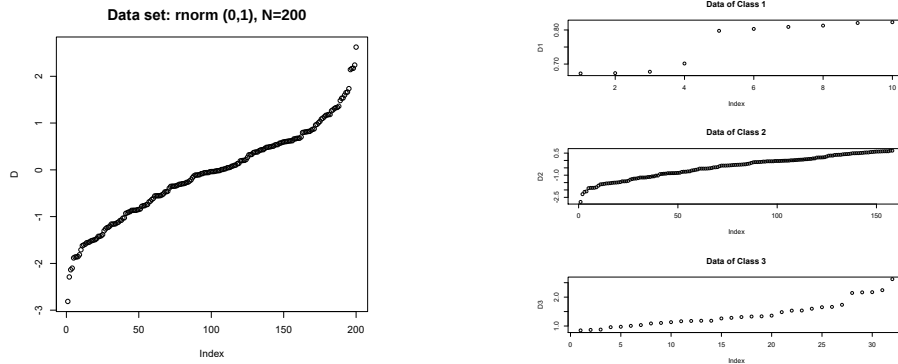 Data set: rnorm (0,1), N=200
D
2
1
0
-1
-2
-3
0
50
100
150
200
Index
Data of Class 1
D1
0.80
0.70
2
4
6
8
10
Index
Data of Class 2
D2
0.5
-1.0
-2.5
0
50
100
150
Index
Data of Class 3
D3
2.0
1.0
0
5
10
15
20
25
30
Index